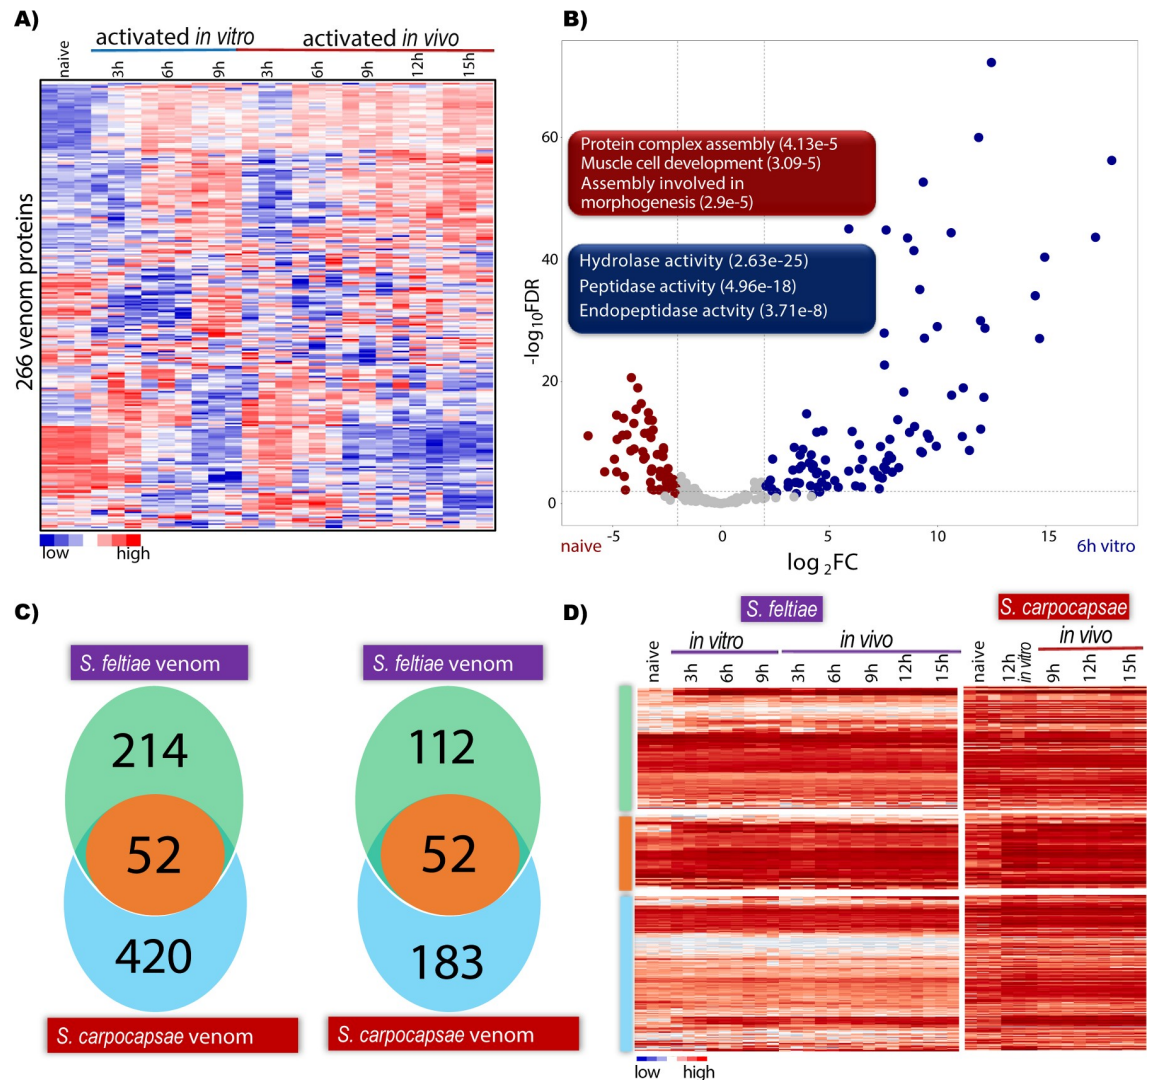 A)
activated in vitro
activated in vivo
naive
3h
6h
9h
3h
6h
9h
12h
15h
266 venom proteins
low
high
B)
Protein complex assembly (4.13e-5
Muscle cell development (3.09-5)
Assembly involved in
morphogenesis (2.9e-5)
Hydrolase activity (2.63e-25)
Peptidase activity (4.96e-18)
Endopeptidase actvity (3.71e-8)
-log10FDR
60
40
20
0
-5
0
5
10
15
naive
6h vitro
log 2FC
C)
S. feltiae venom
214
52
420
S. carpocapsae venom
S. feltiae venom
112
52
183
S. carpocapsae venom
D)
S. feltiae
S. carpocapsae
in vitro
in vivo
in vivo
naive
3h
6h
9h
3h
6h
9h
12h
15h
naive
12h
in vitro
9h
12h
15h
low
high